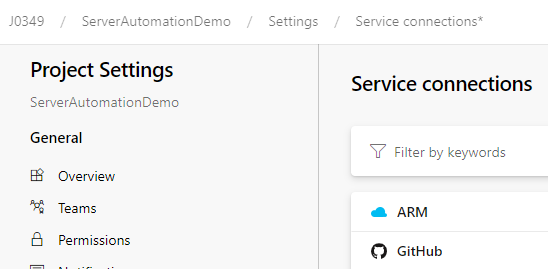 J0349 / ServerAutomationDemo / Settings / Service connections*
Project Settings
ServerAutomationDemo
General
Overview
Teams
Permissions
Service connections
Filter by keywords
ARM
GitHub